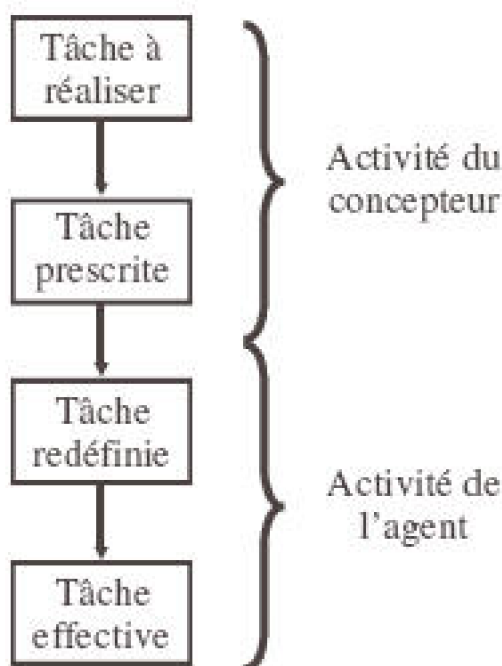 Tâche à
réaliser
Activité du
concepteur
Tâche
prescrite
Tâche
redéfinie
Activité de
l'agent
Tâche
effective